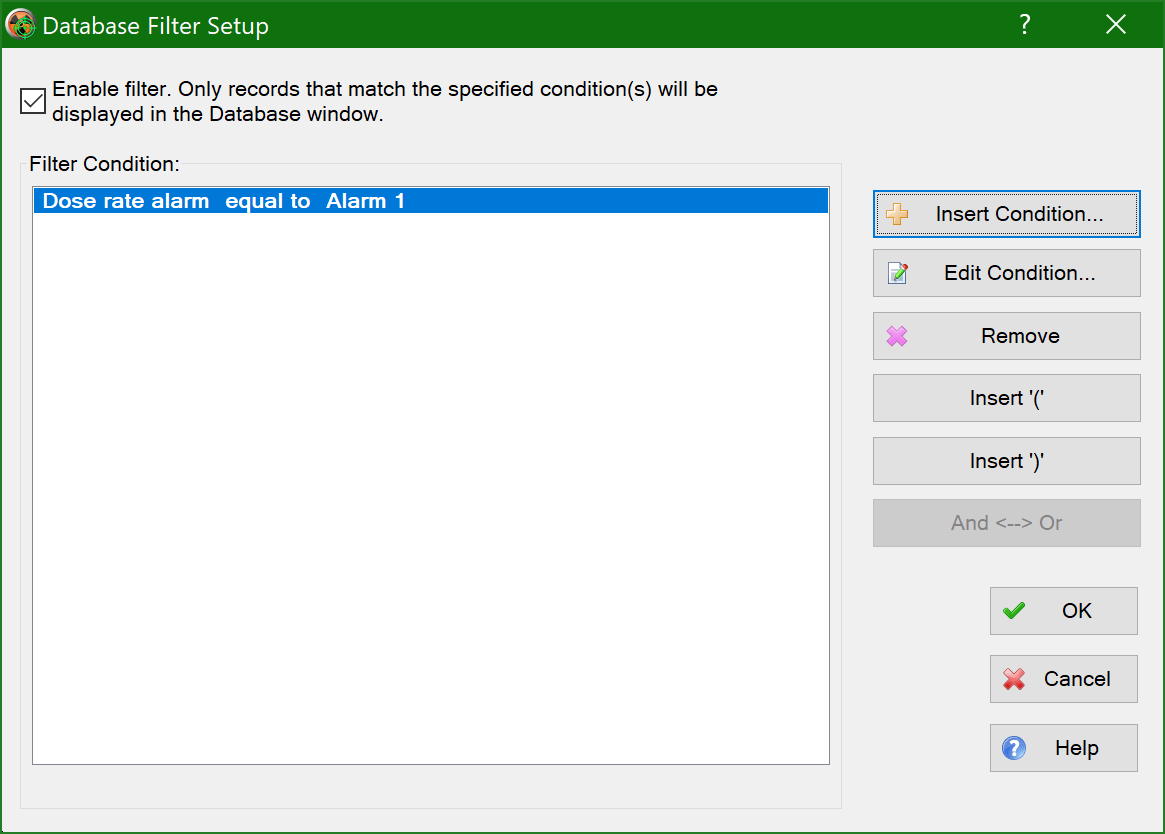 Database Filter Setup
?
Enable filter. Only records that match the specified condition(s) will be
displayed in the Database window.
Filter Condition:
Dose rate alarm equal to Alarm 1
Insert Condition...
Edit Condition...
Remove
Insert '('
Insert ')'
And <--> Or
OK
Cancel
? Help